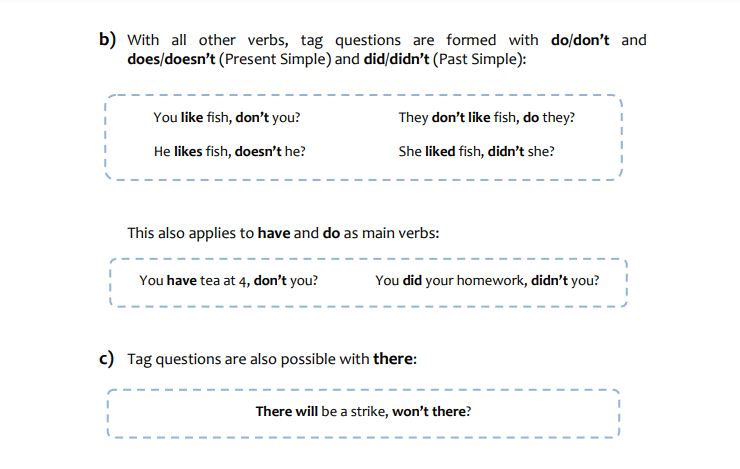 b) With all other verbs, tag questions are formed with do/don't and
does/doesn't (Present Simple) and did/didn't (Past Simple):
You like fish, don't you? They don't like fish, do they?
He likes fish, doesn't he? She liked fish, didn't she?
This also applies to have and do as main verbs:
You have tea at 4, don't you? You did your homework, didn't you?
c) Tag questions are also possible with there:
There will be a strike, won't there?